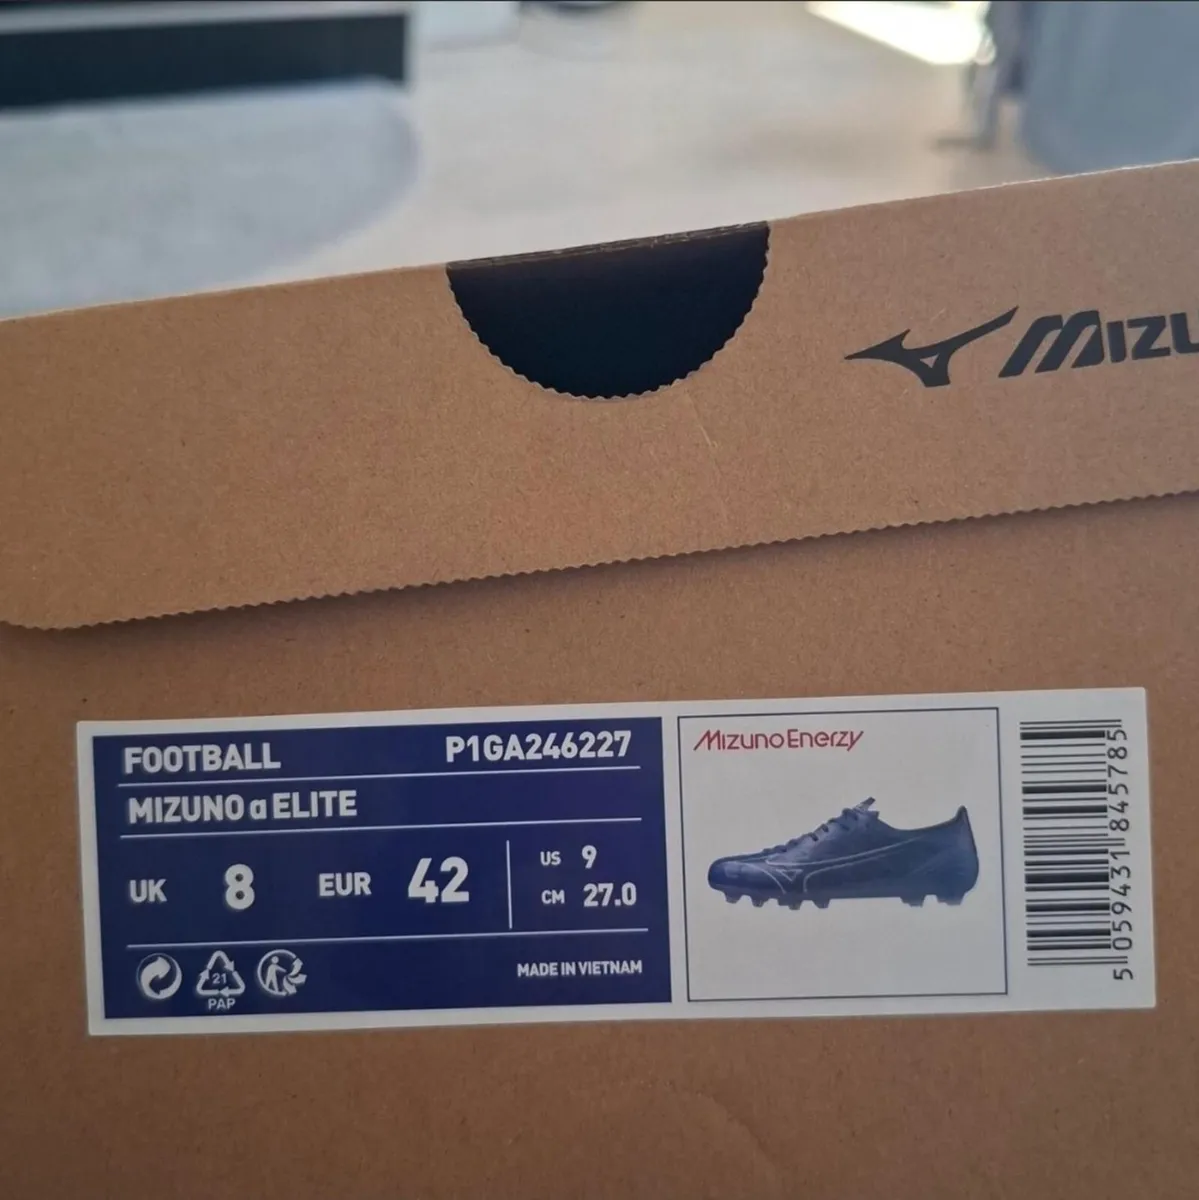 MIZU
FOOTBALL P1GA246227
MIZUNO α ELITE
UK 8 EUR 42 US 9
CM 27.0
21
PAP
MADE IN VIETNAM
MizunoEnerzy
5 059431 845785